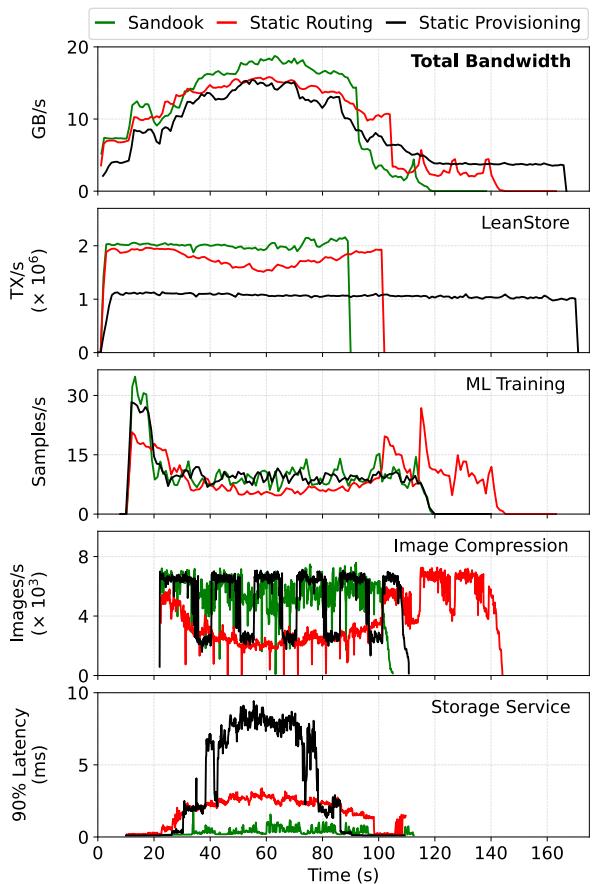 Sandook Static Routing Static Provisioning
Total Bandwidth
20
10
0
GB/s
LeanStore
2
1
0
TX/s
(× 10⁶)
ML Training
30
15
0
Samples/s
Image Compression
8
4
0
Images/s
(× 10³)
Storage Service
10
5
0
90% Latency
(ms)
0 20 40 60 80 100 120 140 160
Time (s)